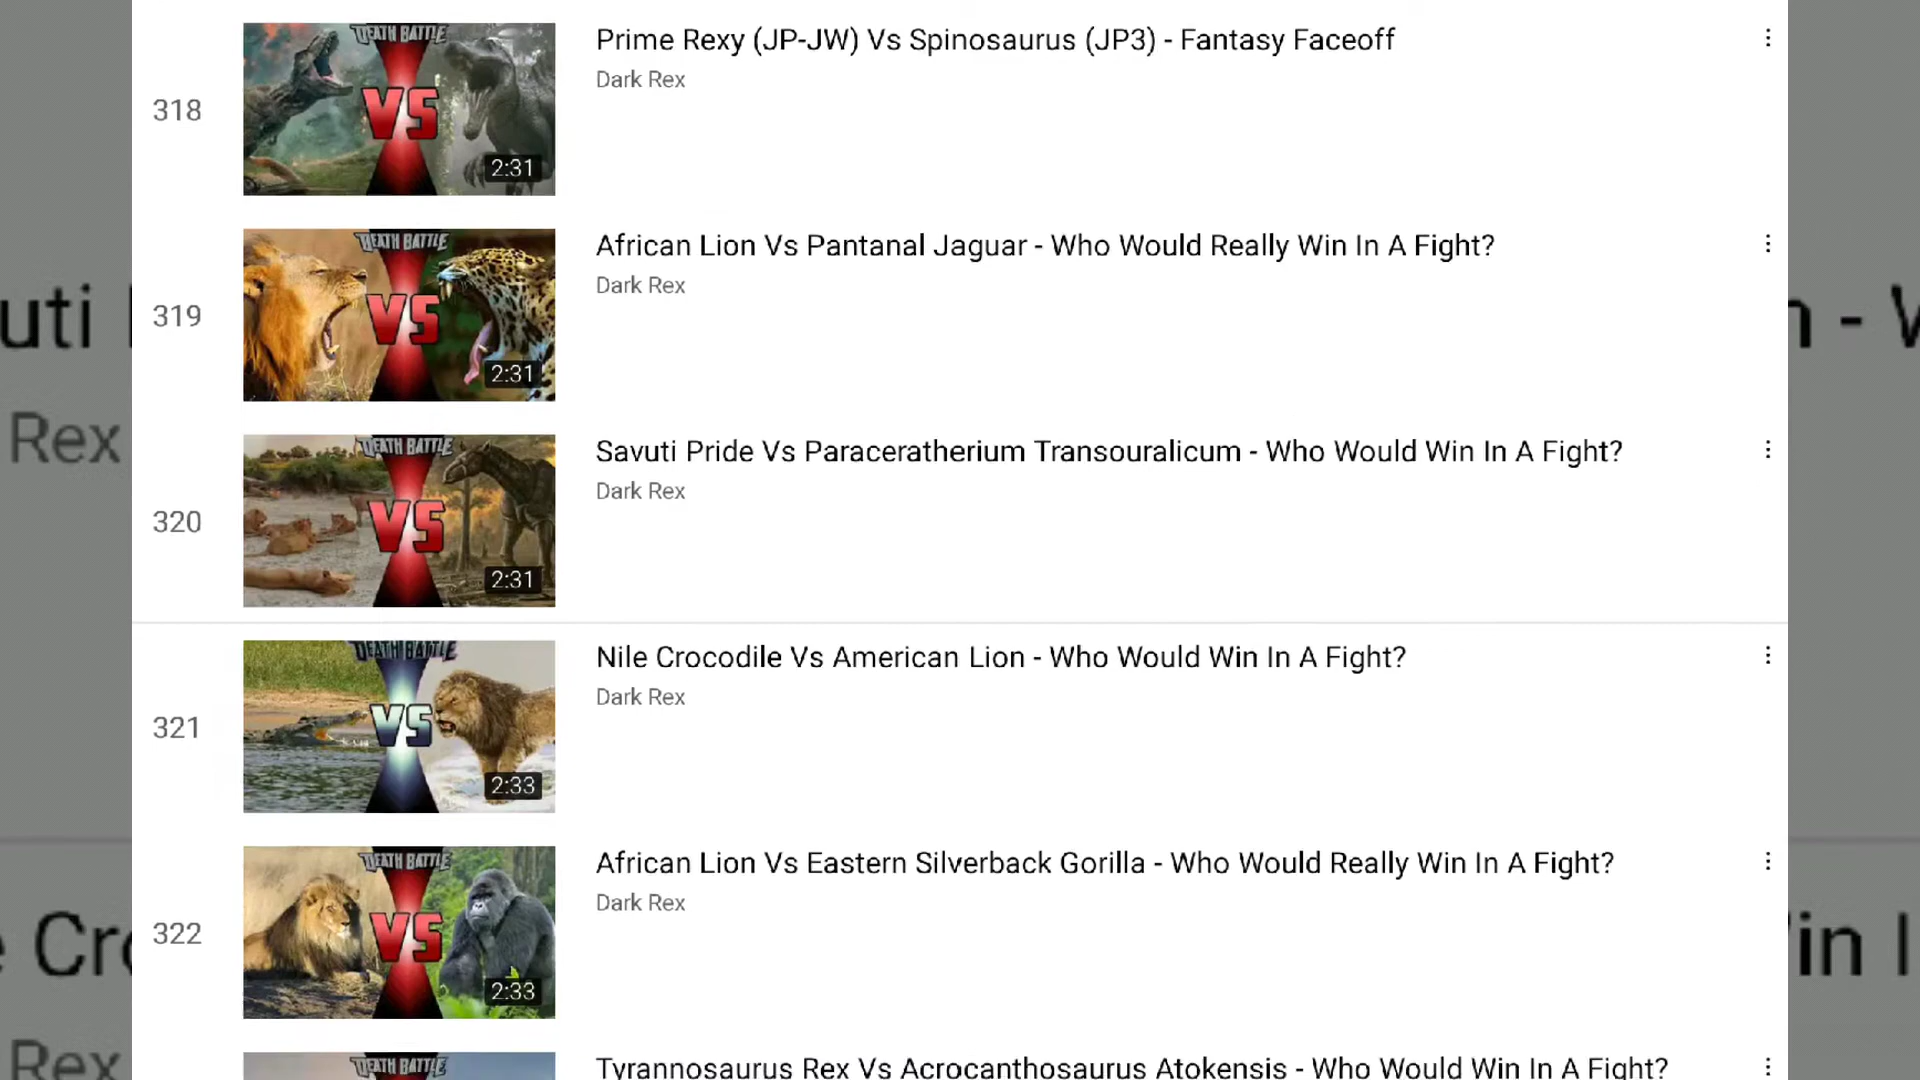 DEATH BATTLE
VS
2:31
318
Prime Rexy (JP-JW) Vs Spinosaurus (JP3) - Fantasy Faceoff
Dark Rex
DEATH BATTLE
VS
2:31
319
African Lion Vs Pantanal Jaguar - Who Would Really Win In A Fight?
Dark Rex
DEATH BATTLE
VS
2:31
320
Savuti Pride Vs Paraceratherium Transouralicum - Who Would Win In A Fight?
Dark Rex
DEATH BATTLE
VS
2:33
321
Nile Crocodile Vs American Lion - Who Would Win In A Fight?
Dark Rex
DEATH BATTLE
VS
2:33
322
African Lion Vs Eastern Silverback Gorilla - Who Would Really Win In A Fight?
Dark Rex
DEATH BATTLE
Tyrannosaurus Rex Vs Acrocanthosaurus Atokensis - Who Would Win In A Fight?
Rex
Rex